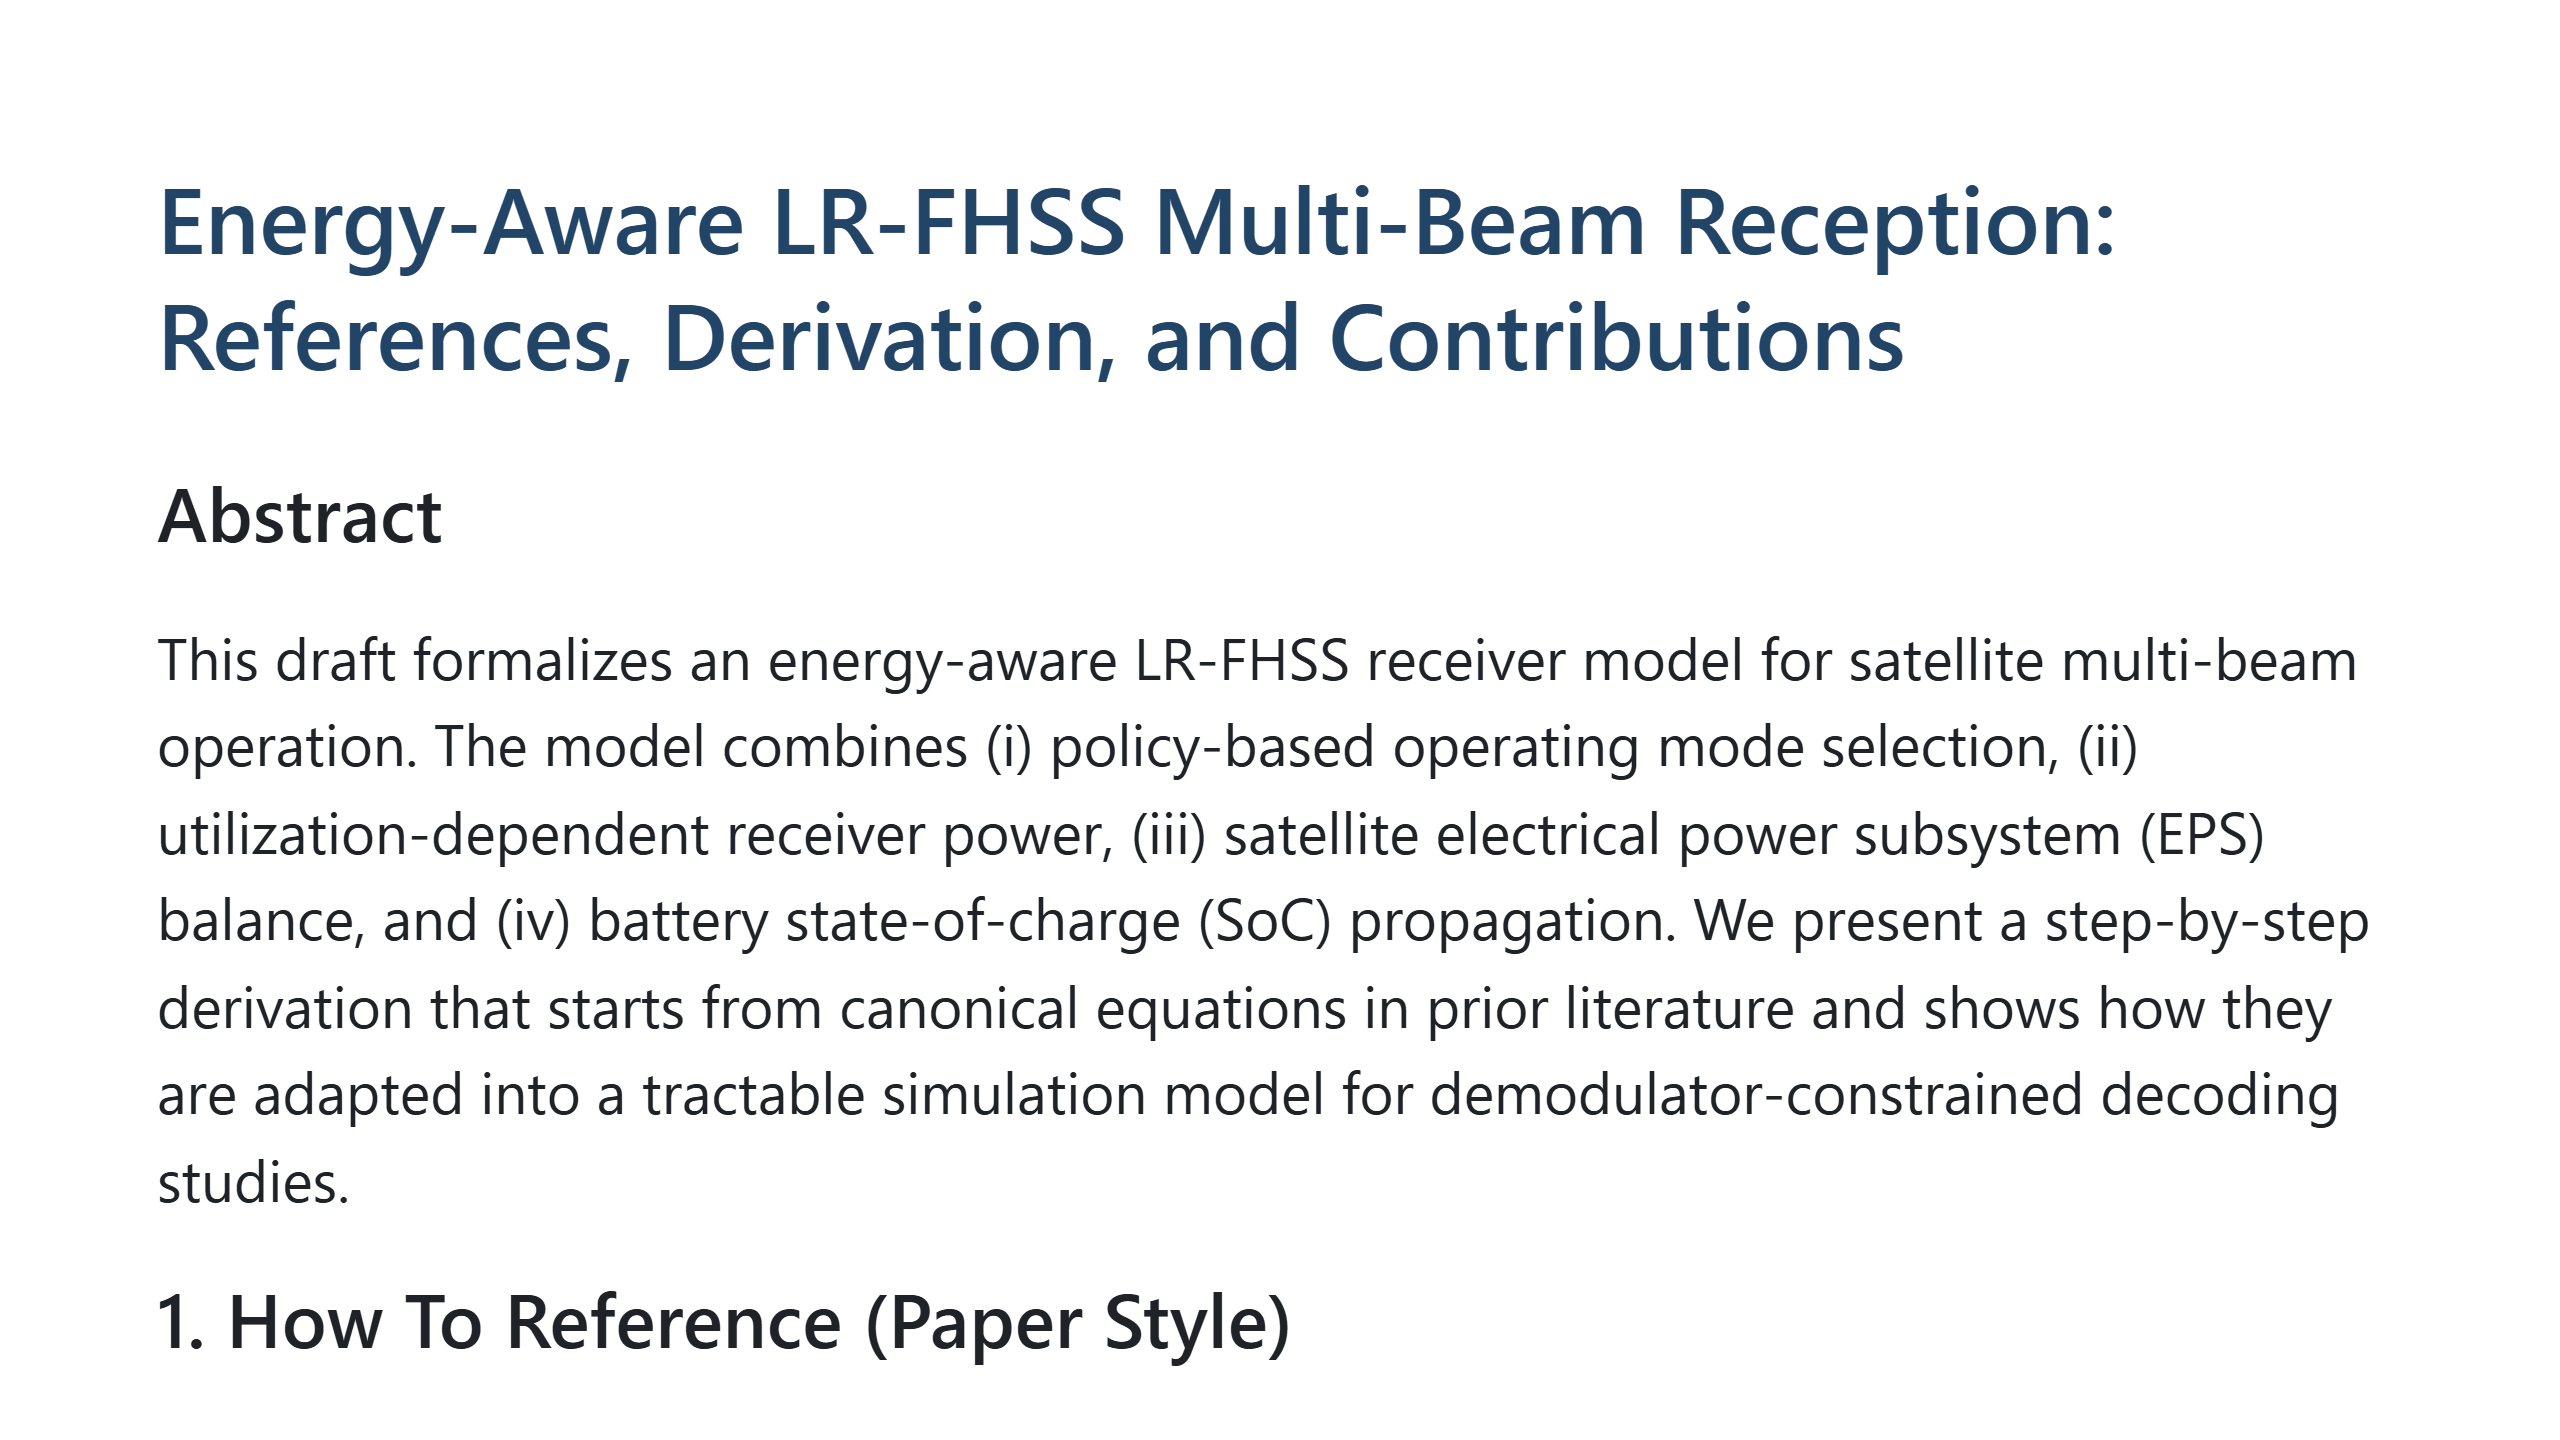 Energy-Aware LR-FHSS Multi-Beam Reception:
References, Derivation, and Contributions
Abstract
This draft formalizes an energy-aware LR-FHSS receiver model for satellite multi-beam
operation. The model combines (i) policy-based operating mode selection, (ii)
utilization-dependent receiver power, (iii) satellite electrical power subsystem (EPS)
balance, and (iv) battery state-of-charge (SoC) propagation. We present a step-by-step
derivation that starts from canonical equations in prior literature and shows how they
are adapted into a tractable simulation model for demodulator-constrained decoding
studies.
1. How To Reference (Paper Style)